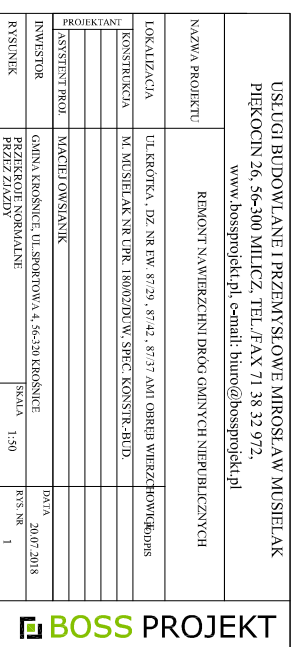 USŁUGI BUDOWLANE I PRZEMYSŁOWE MIROSŁAW MUSIELAK
PIĘKOCIN 26, 56-300 MILICZ, TEL./FAX 71 38 32 972,
www.bossprojekt.pl, e-mail: biuro@bossprojekt.pl
NAZWA PROJEKTU
REMONT NAWIERZCHNI DRÓG GMINYCH NIEPUBLICZNYCH
LOKALIZACJA
UL.KRÓTKA , DZ. NR EW. 87/29 , 87/42 , 87/37 AM1 OBRĘB WIERZCHOWICE
PODPIS
PROJEKTANT
KONSTRUKCJA
M. MUSIELAK NR UPR. 180/02/DUW, SPEC. KONSTR.-BUD.
ASYSTENT PROJ.
MACIEJ OWSIANIK
INWESTOR
GMINA KROŚNICE, UL.SPORTOWA 4, 56-320 KROŚNICE
DATA
20.07.2018
RYSUNEK
PRZEKROJE NORMALNE
PRZEZ ZJAZDY
SKALA
1:50
RYS. NR
1
BOSS PROJEKT